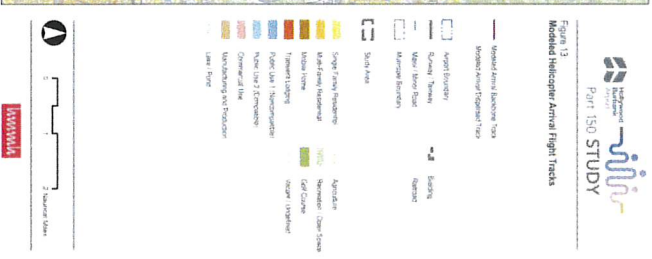 Hollywood
Burbank
Airport
Part 150 STUDY
Figure 13
Modeled Helicopter Arrival Flight Tracks
Modeled Arrival Backbone Track
Modeled Arrival Dispersed Track
Airport Boundary
Runway / Taxiway
Building
Major / Minor Road
Railroad
Municipal Boundary
Study Area
Single Family Residential
Multi-Family Residential
Mobile Home
Transient Lodging
Public Use 1 (Noncompatible)
Public Use 2 (Compatible)
Commercial Use
Manufacturing and Production
Lake / Pond
Agriculture
Recreation / Open Space
Golf Course
Vacant / Undefined
0
1
2 Nautical Miles